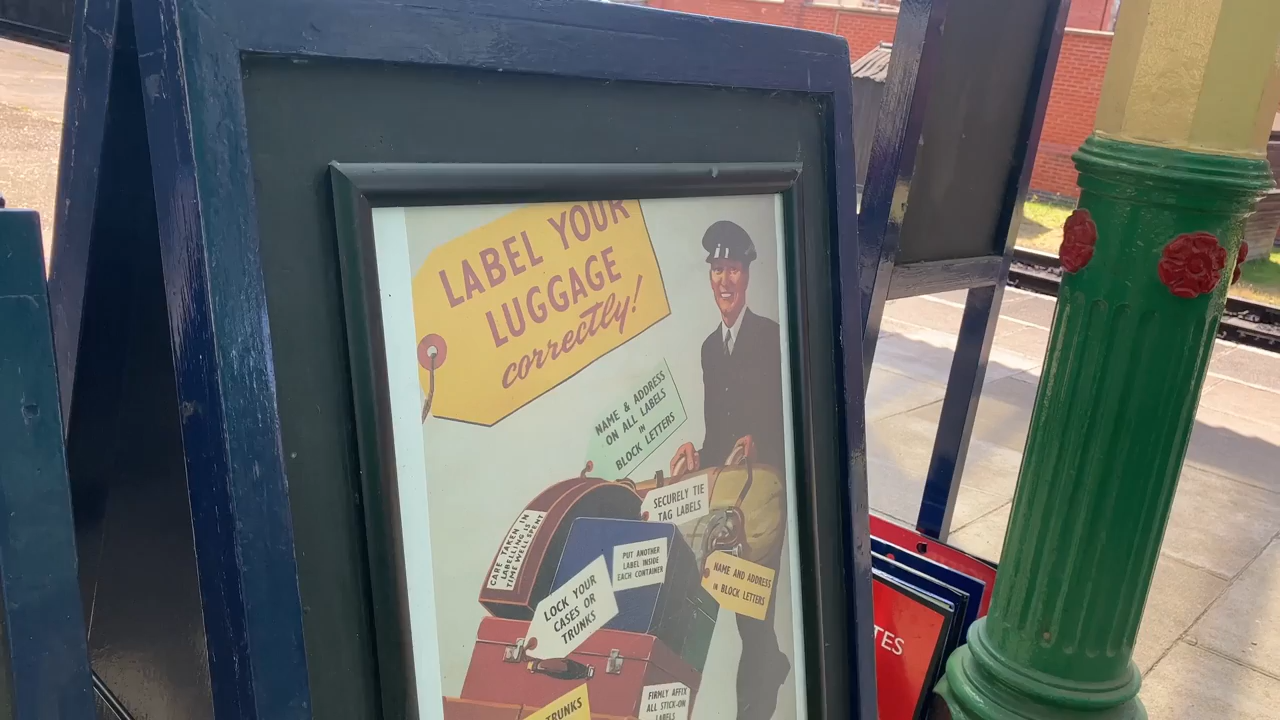 LABEL YOUR
LUGGAGE
correctly!
NAME & ADDRESS
ON ALL LABELS
IN
BLOCK LETTERS
SECURELY TIE
TAG LABELS
CARE TAKEN IN
LABELLING IS
TIME WELL SPENT
PUT ANOTHER
LABEL INSIDE
EACH CONTAINER
NAME AND ADDRESS
IN BLOCK LETTERS
LOCK YOUR
CASES OR
TRUNKS
FIRMLY AFFIX
ALL STICK-ON
LABELS
TRUNKS
TES